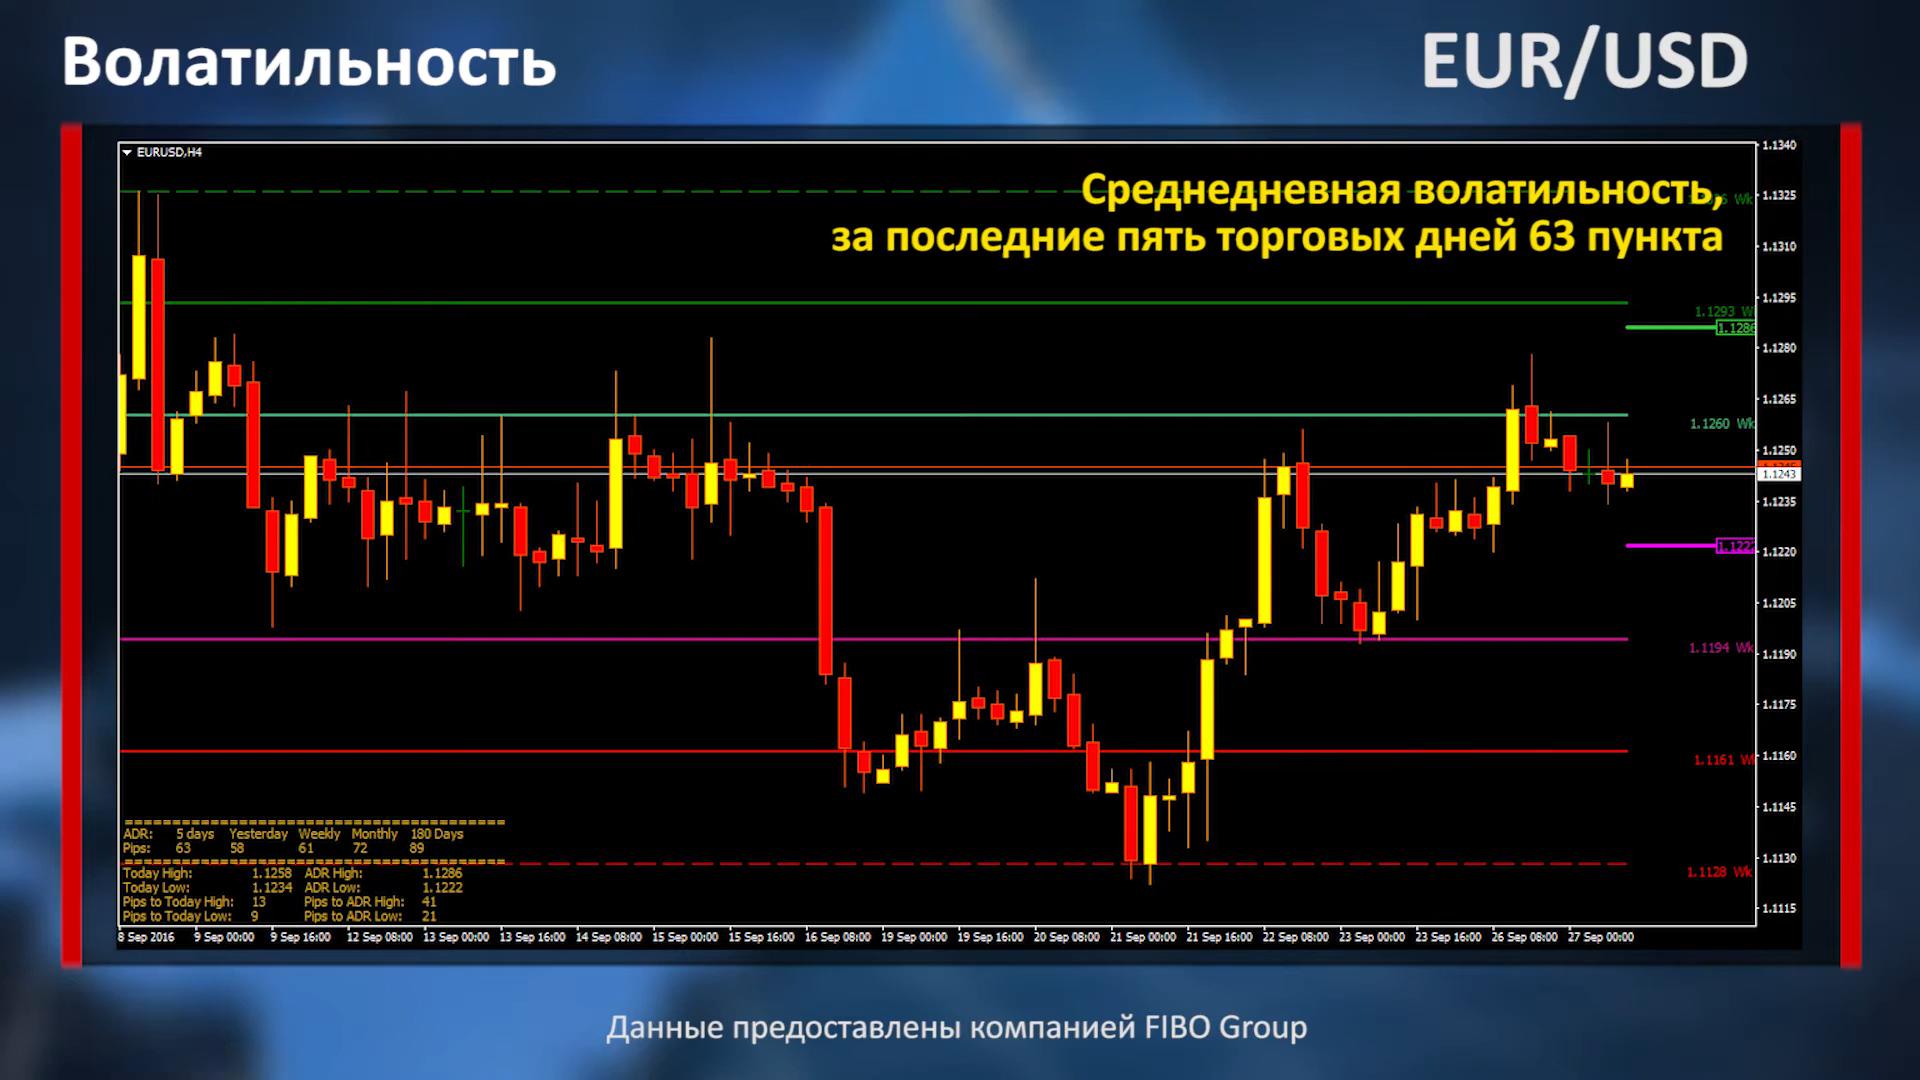 Волатильность
EUR/USD
EURUSD,H4
Среднедневная волатильность,
за последние пять торговых дней 63 пункта
1.1340
1.1325
1.1310
1.1295
1.1280
1.1265
1.1250
1.1243
1.1235
1.1220
1.1205
1.1190
1.1175
1.1160
1.1145
1.1130
1.1115
Wk
1.1293 W
1.1286
1.1260 Wk
1.1222
1.1194 Wk
1.1161 W
1.1128 Wk
ADR: 5 days Yesterday Weekly Monthly 180 Days
Pips: 63 58 61 72 89
Today High: 1.1258 ADR High: 1.1286
Today Low: 1.1234 ADR Low: 1.1222
Pips to Today High: 13 Pips to ADR High: 41
Pips to Today Low: 9 Pips to ADR Low: 21
8 Sep 2016 9 Sep 00:00 9 Sep 16:00 12 Sep 08:00 13 Sep 00:00 13 Sep 16:00 14 Sep 08:00 15 Sep 00:00 15 Sep 16:00 16 Sep 08:00 19 Sep 00:00 19 Sep 16:00 20 Sep 08:00 21 Sep 00:00 21 Sep 16:00 22 Sep 08:00 23 Sep 00:00 23 Sep 16:00 26 Sep 08:00 27 Sep 00:00
Данные предоставлены компанией FIBO Group